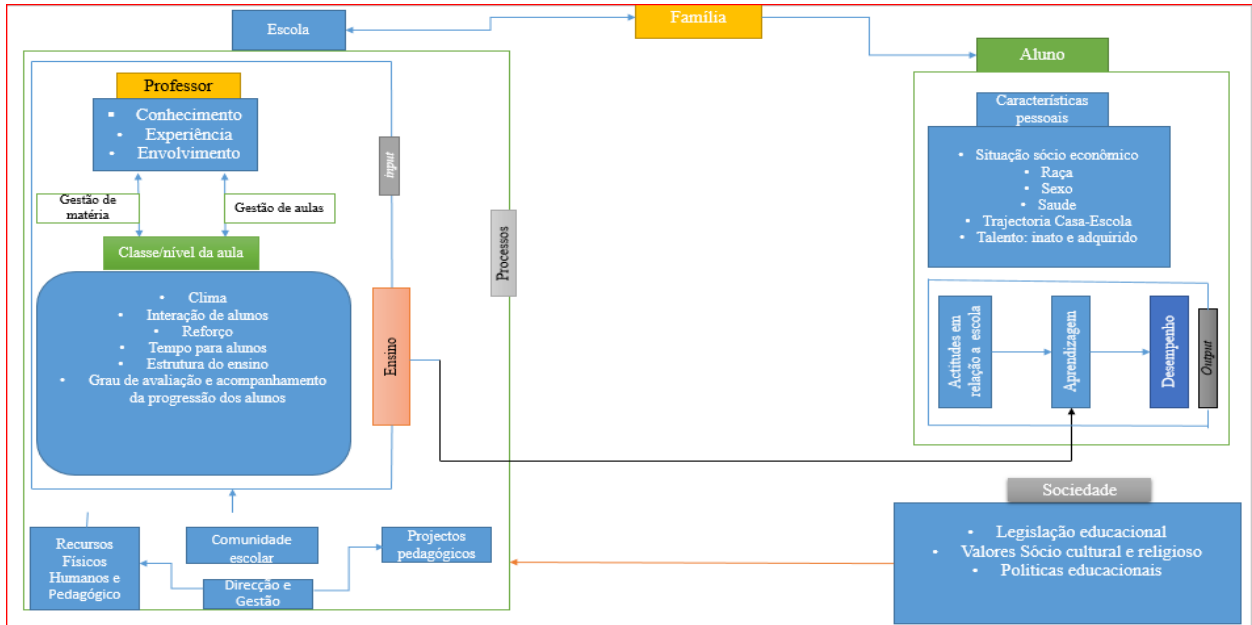 Escola
Família
Aluno
Professor
▪ Conhecimento
• Experiência
• Envolvimento
input
Gestão de
matéria
Gestão de aulas
Classe/nível da aula
• Clima
• Interação de alunos
• Reforço
• Tempo para alunos
• Estrutura do ensino
• Grau de avaliação e acompanhamento
da progressão dos alunos
Ensino
Processos
Recursos
Físicos
Humanos e
Pedagógico
Comunidade
escolar
Direcção e
Gestão
Projectos
pedagógicos
Características
pessoais
• Situação sócio econômico
• Raça
• Sexo
• Saude
• Trajectoria Casa-Escola
• Talento: inato e adquirido
Actitudes em
relação a escola
Aprendizagem
Desempenho
Output
Sociedade
• Legislação educacional
• Valores Sócio cultural e religioso
• Politicas educacionais